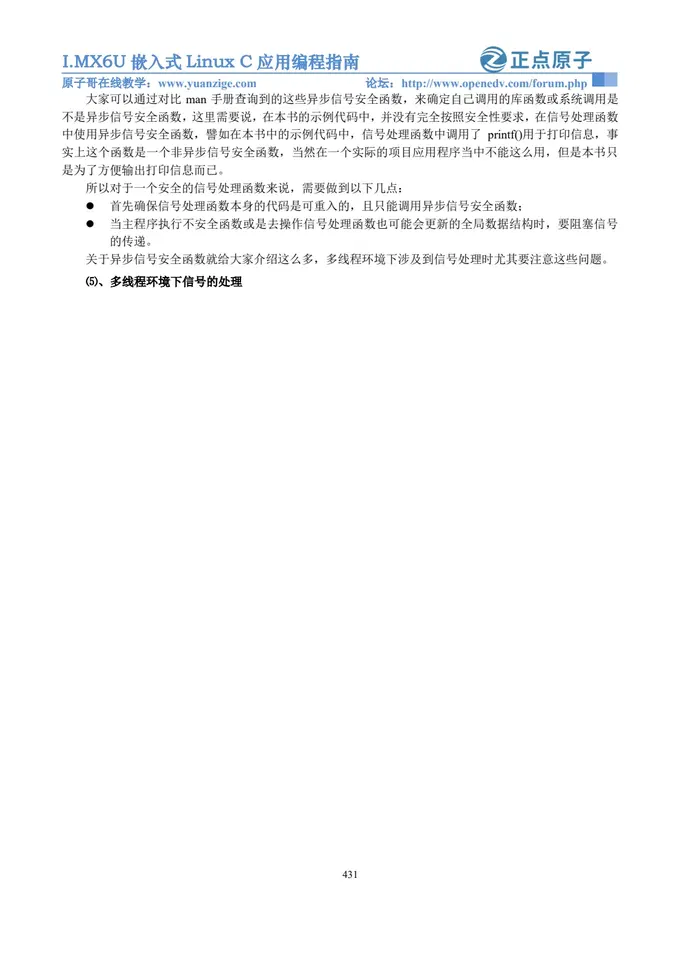 I.MX6U 嵌入式 Linux C 应用编程指南
正点原子
原子哥在线教学：www.yuanzige.com
论坛：http://www.openedv.com/forum.php
大家可以通过对比 man 手册查询到的这些异步信号安全函数，来确定自己调用的库函数或系统调用是
不是异步信号安全函数，这里需要说，在本书的示例代码中，并没有完全按照安全性要求，在信号处理函数
中使用异步信号安全函数，譬如在本书中的示例代码中，信号处理函数中调用了 printf()用于打印信息，事
实上这个函数是一个非异步信号安全函数，当然在一个实际的项目应用程序当中不能这么用，但是本书只
是为了方便输出打印信息而已。
所以对于一个安全的信号处理函数来说，需要做到以下几点：
● 首先确保信号处理函数本身的代码是可重入的，且只能调用异步信号安全函数；
● 当主程序执行不安全函数或是去操作信号处理函数也可能会更新的全局数据结构时，要阻塞信号
的传递。
关于异步信号安全函数就给大家介绍这么多，多线程环境下涉及到信号处理时尤其要注意这些问题。
⑸、多线程环境下信号的处理
431